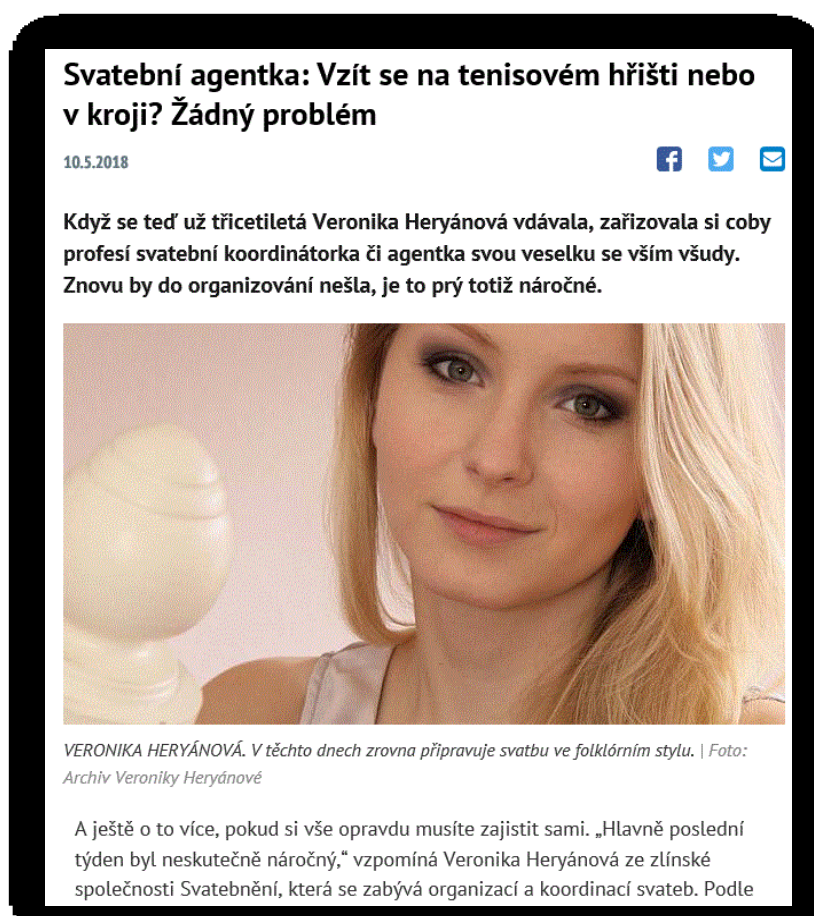 Svatební agentka: Vzít se na tenisovém hřišti nebo
v kroji? Žádný problém
10.5.2018
Když se teď už třicetiletá Veronika Heryánová vdávala, zařizovala si coby
profesí svatební koordinátorka či agentka svou veselku se vším všudy.
Znovu by do organizování nešla, je to prý totiž náročné.
VERONIKA HERYÁNOVÁ. V těchto dnech zrovna připravuje svatbu ve folklórním stylu. | Foto:
Archiv Veroniky Heryánové
A ještě o to více, pokud si vše opravdu musíte zajistit sami. „Hlavně poslední
týden byl neskutečně náročný,“ vzpomíná Veronika Heryánová ze zlínské
společnosti Svatebnění, která se zabývá organizací a koordinací svateb. Podle